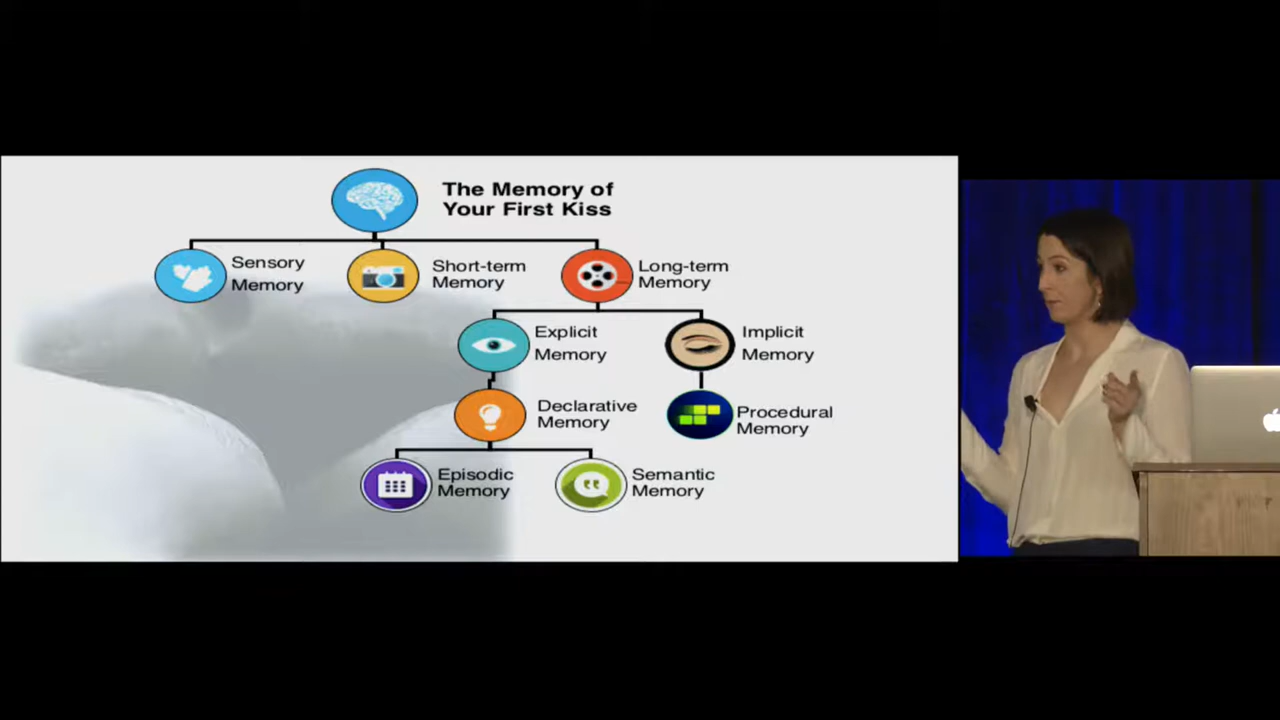 The Memory of
Your First Kiss
Sensory
Memory
Short-term
Memory
Long-term
Memory
Explicit
Memory
Implicit
Memory
Declarative
Memory
Procedural
Memory
Episodic
Memory
Semantic
Memory